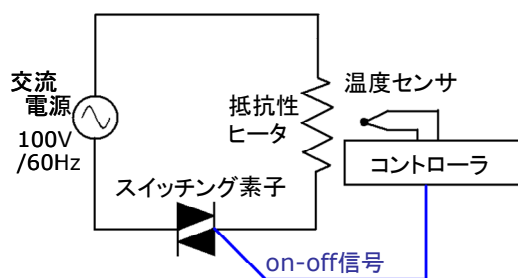 交流
電源
100V
/60Hz
抵抗性
ヒータ
温度センサ
コントローラ
スイッチング素子
on-off信号